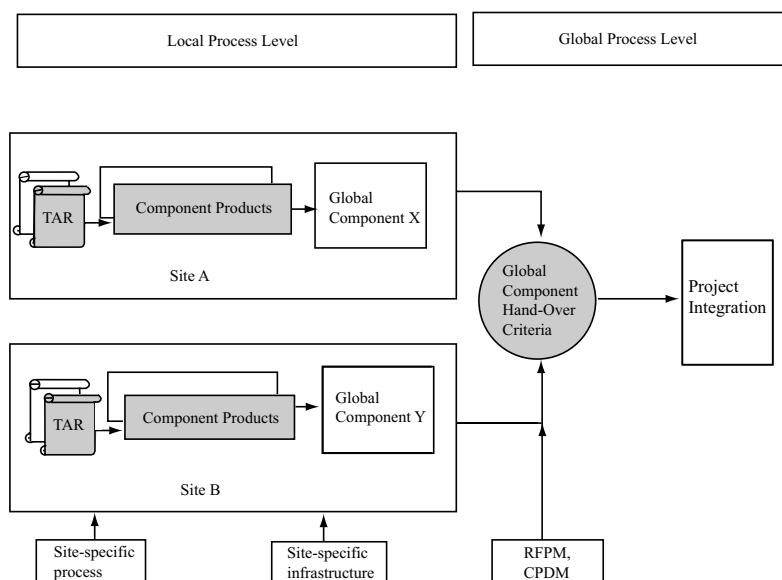 Local Process Level
Global Process Level
TAR
Component Products
Global
Component X
Site A
Global
Component
Hand-Over
Criteria
Project
Integration
TAR
Component Products
Global
Component Y
Site B
Site-specific
process
Site-specific
infrastructure
RFPM,
CPDM